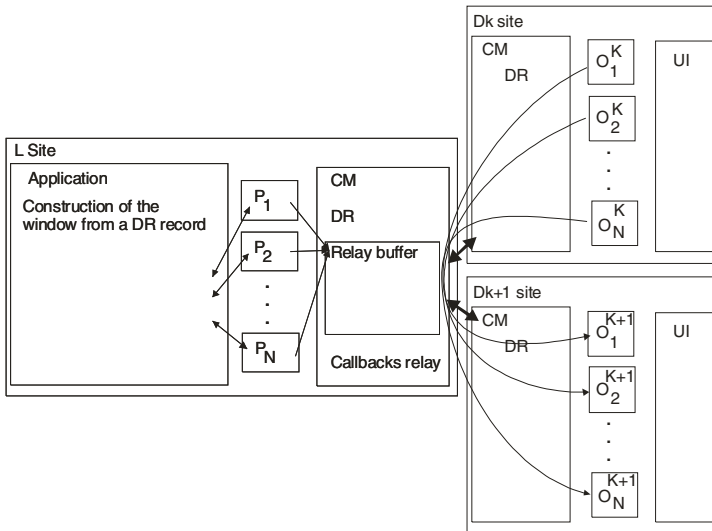 L Site
Application
Construction of the
window from a DR record
P1
P2
.
.
.
PN
CM
DR
Relay buffer
Callbacks relay
Dk site
CM
DR
O1K
O2K
.
.
.
ONK
UI
Dk+1 site
CM
DR
O1K+1
O2K+1
.
.
.
ONK+1
UI